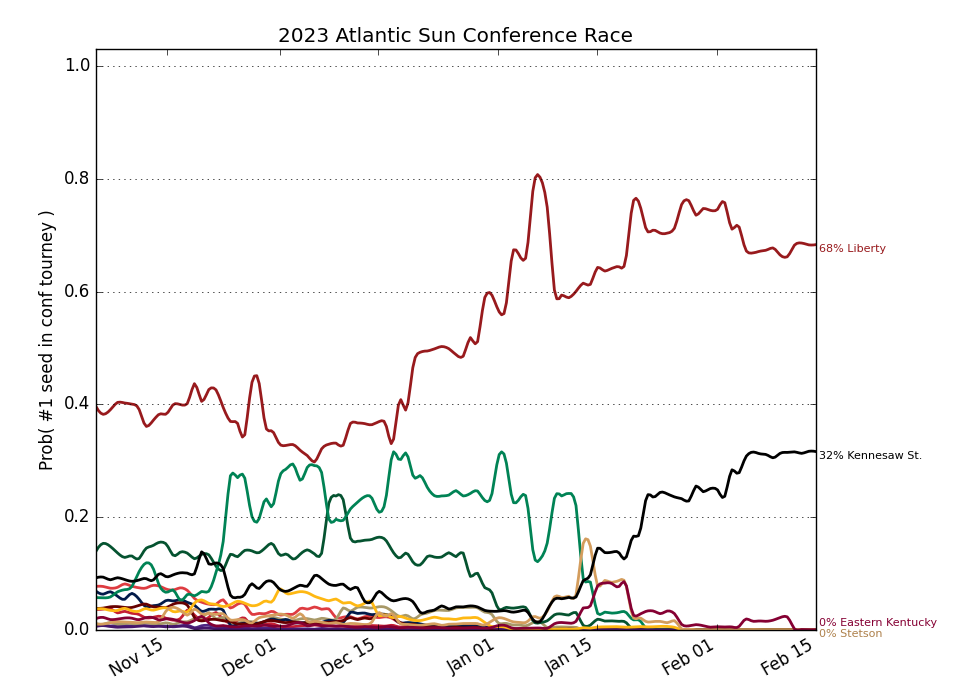 2023 Atlantic Sun Conference Race
Prob( #1 seed in conf tourney )
1.0
0.8
0.6
0.4
0.2
0.0
68% Liberty
32% Kennesaw St.
0% Eastern Kentucky
0% Stetson
Nov 15
Dec 01
Dec 15
Jan 01
Jan 15
Feb 01
Feb 15